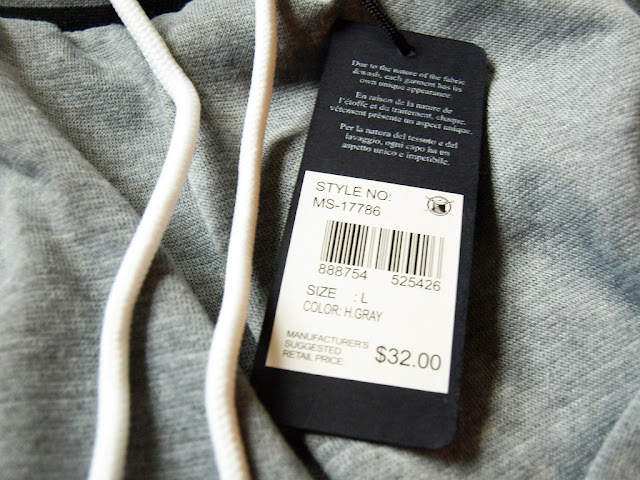 Due to the nature of the fabric
&wash, each garment has its
own unique appearance
En raison de la nature de
l'étoffe et du traitement, chaque,
vêtement présente un aspect unique.
Per la natura del tessuto e del
lavaggio, ogni capo ha un
aspetto unico e impetibile.
STYLE NO:
MS-17786
888754 525426
SIZE : L
COLOR: H.GRAY
MANUFACTURER'S
SUGGESTED
RETAIL PRICE $32.00